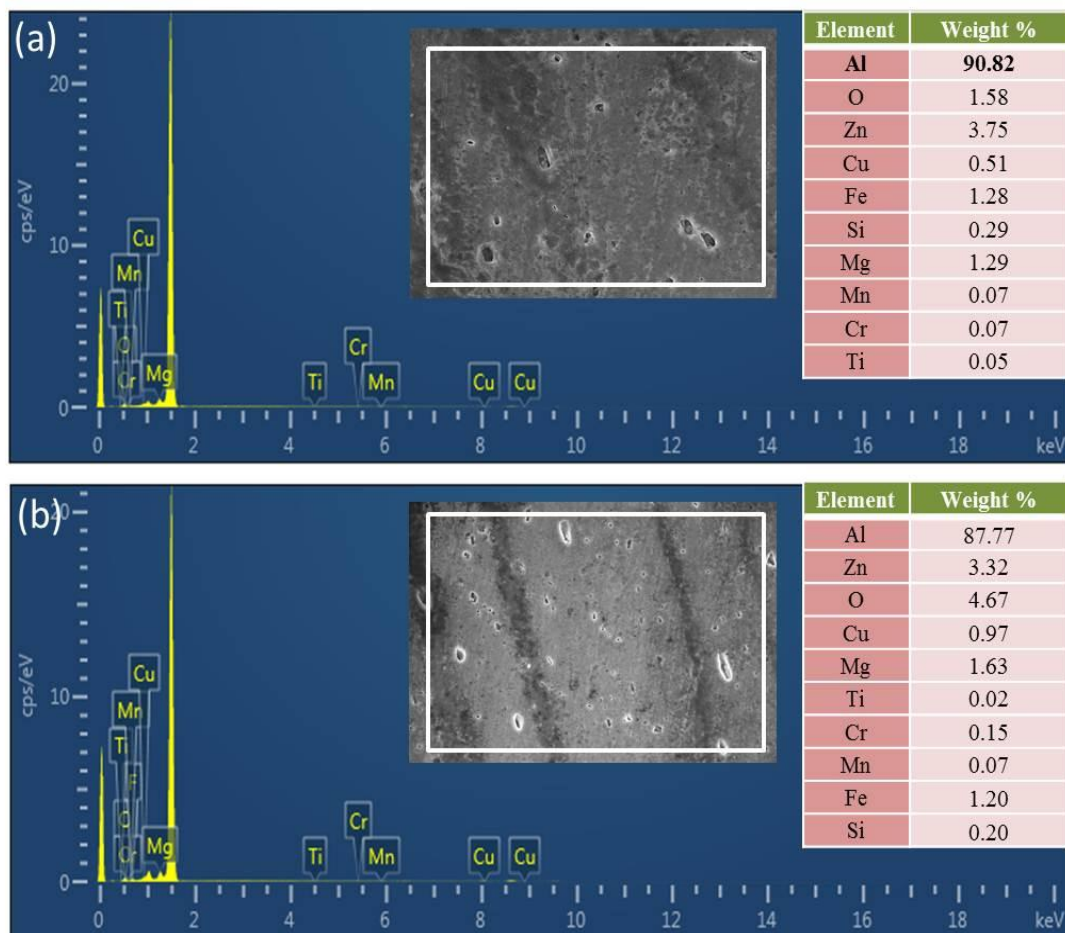 (a)
cps/eV
20
10
0
Cu
Mn
Ti
O
Cr
Mg
Ti
Cr
Mn
Cu
Cu
0 2 4 6 8 10 12 14 16 18 keV
Element Weight %
Al 90.82
O 1.58
Zn 3.75
Cu 0.51
Fe 1.28
Si 0.29
Mg 1.29
Mn 0.07
Cr 0.07
Ti 0.05
(b)
cps/eV
20
10
0
Cu
Mn
Ti
F
O
Cr
Mg
Ti
Cr
Mn
Cu
Cu
0 2 4 6 8 10 12 14 16 18 keV
Element Weight %
Al 87.77
Zn 3.32
O 4.67
Cu 0.97
Mg 1.63
Ti 0.02
Cr 0.15
Mn 0.07
Fe 1.20
Si 0.20